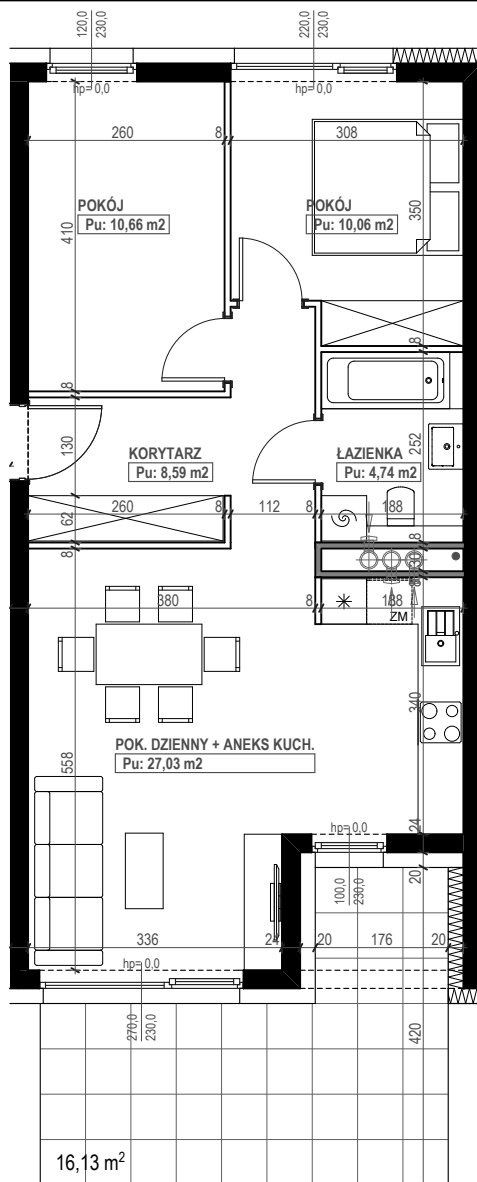 120,0
230,0
220,0
230,0
hp= 0,0
hp= 0,0
260
8
308
POKÓJ
Pu: 10,66 m2
POKÓJ
Pu: 10,06 m2
410
350
8
8
130
252
KORYTARZ
Pu: 8,59 m2
ŁAZIENKA
Pu: 4,74 m2
62
260
8
112
8
188
8
8
30
8
380
8
188
ZM
340
558
POK. DZIENNY + ANEKS KUCH.
Pu: 27,03 m2
24
hp= 0,0
20
100,0
230,0
336
24
20
176
20
hp= 0,0
270,0
230,0
420
16,13 m²